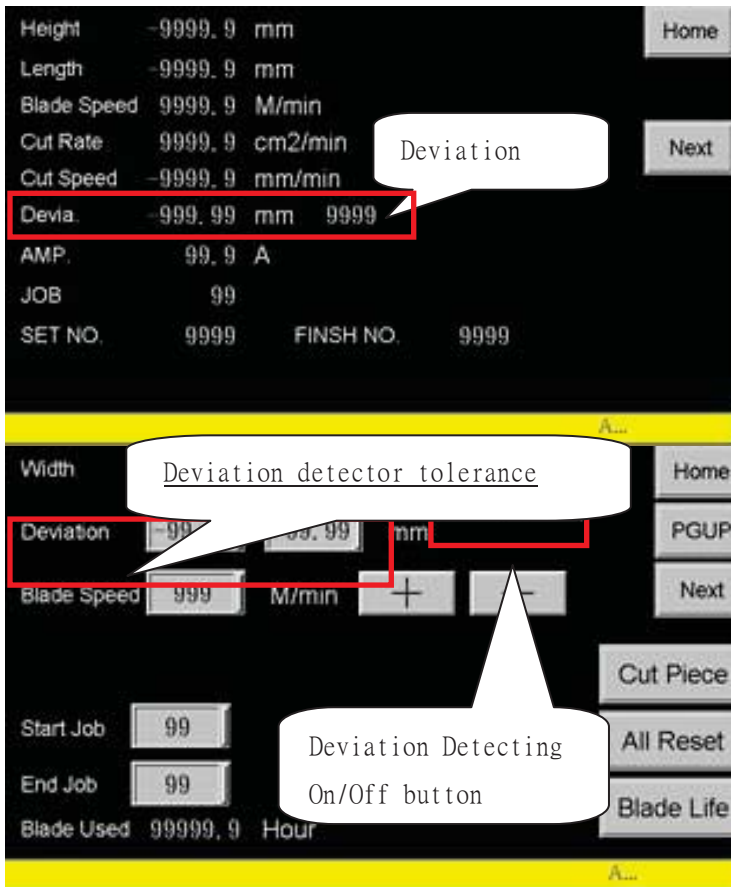 Height -9999.9 mm Home
Length -9999.9 mm
Blade Speed 9999.9 M/min
Cut Rate 9999.9 cm2/min Deviation Next
Cut Speed -9999.9 mm/min
Devia. -999.99 mm 9999
AMP. 99.9 A
JOB 99
SET NO. 9999 FINSH NO. 9999
A...
Width Deviation detector tolerance Home
Deviation -99 99.99 mm PGUP
Blade Speed 999 M/min + Next
Cut Piece
Start Job 99 Deviation Detecting All Reset
End Job 99 On/Off button Blade Life
Blade Used 99999.9 Hour
A...